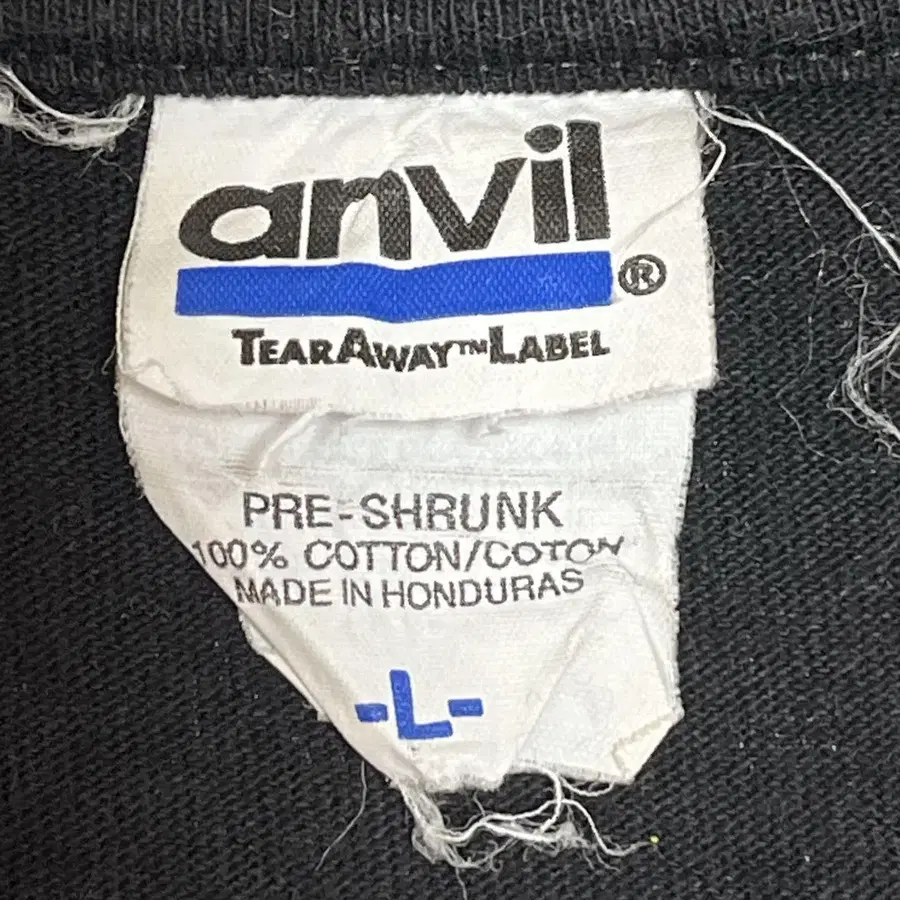 anvil®
TEARAWAY™LABEL
PRE-SHRUNK
100% COTTON/COTON
MADE IN HONDURAS
-L-